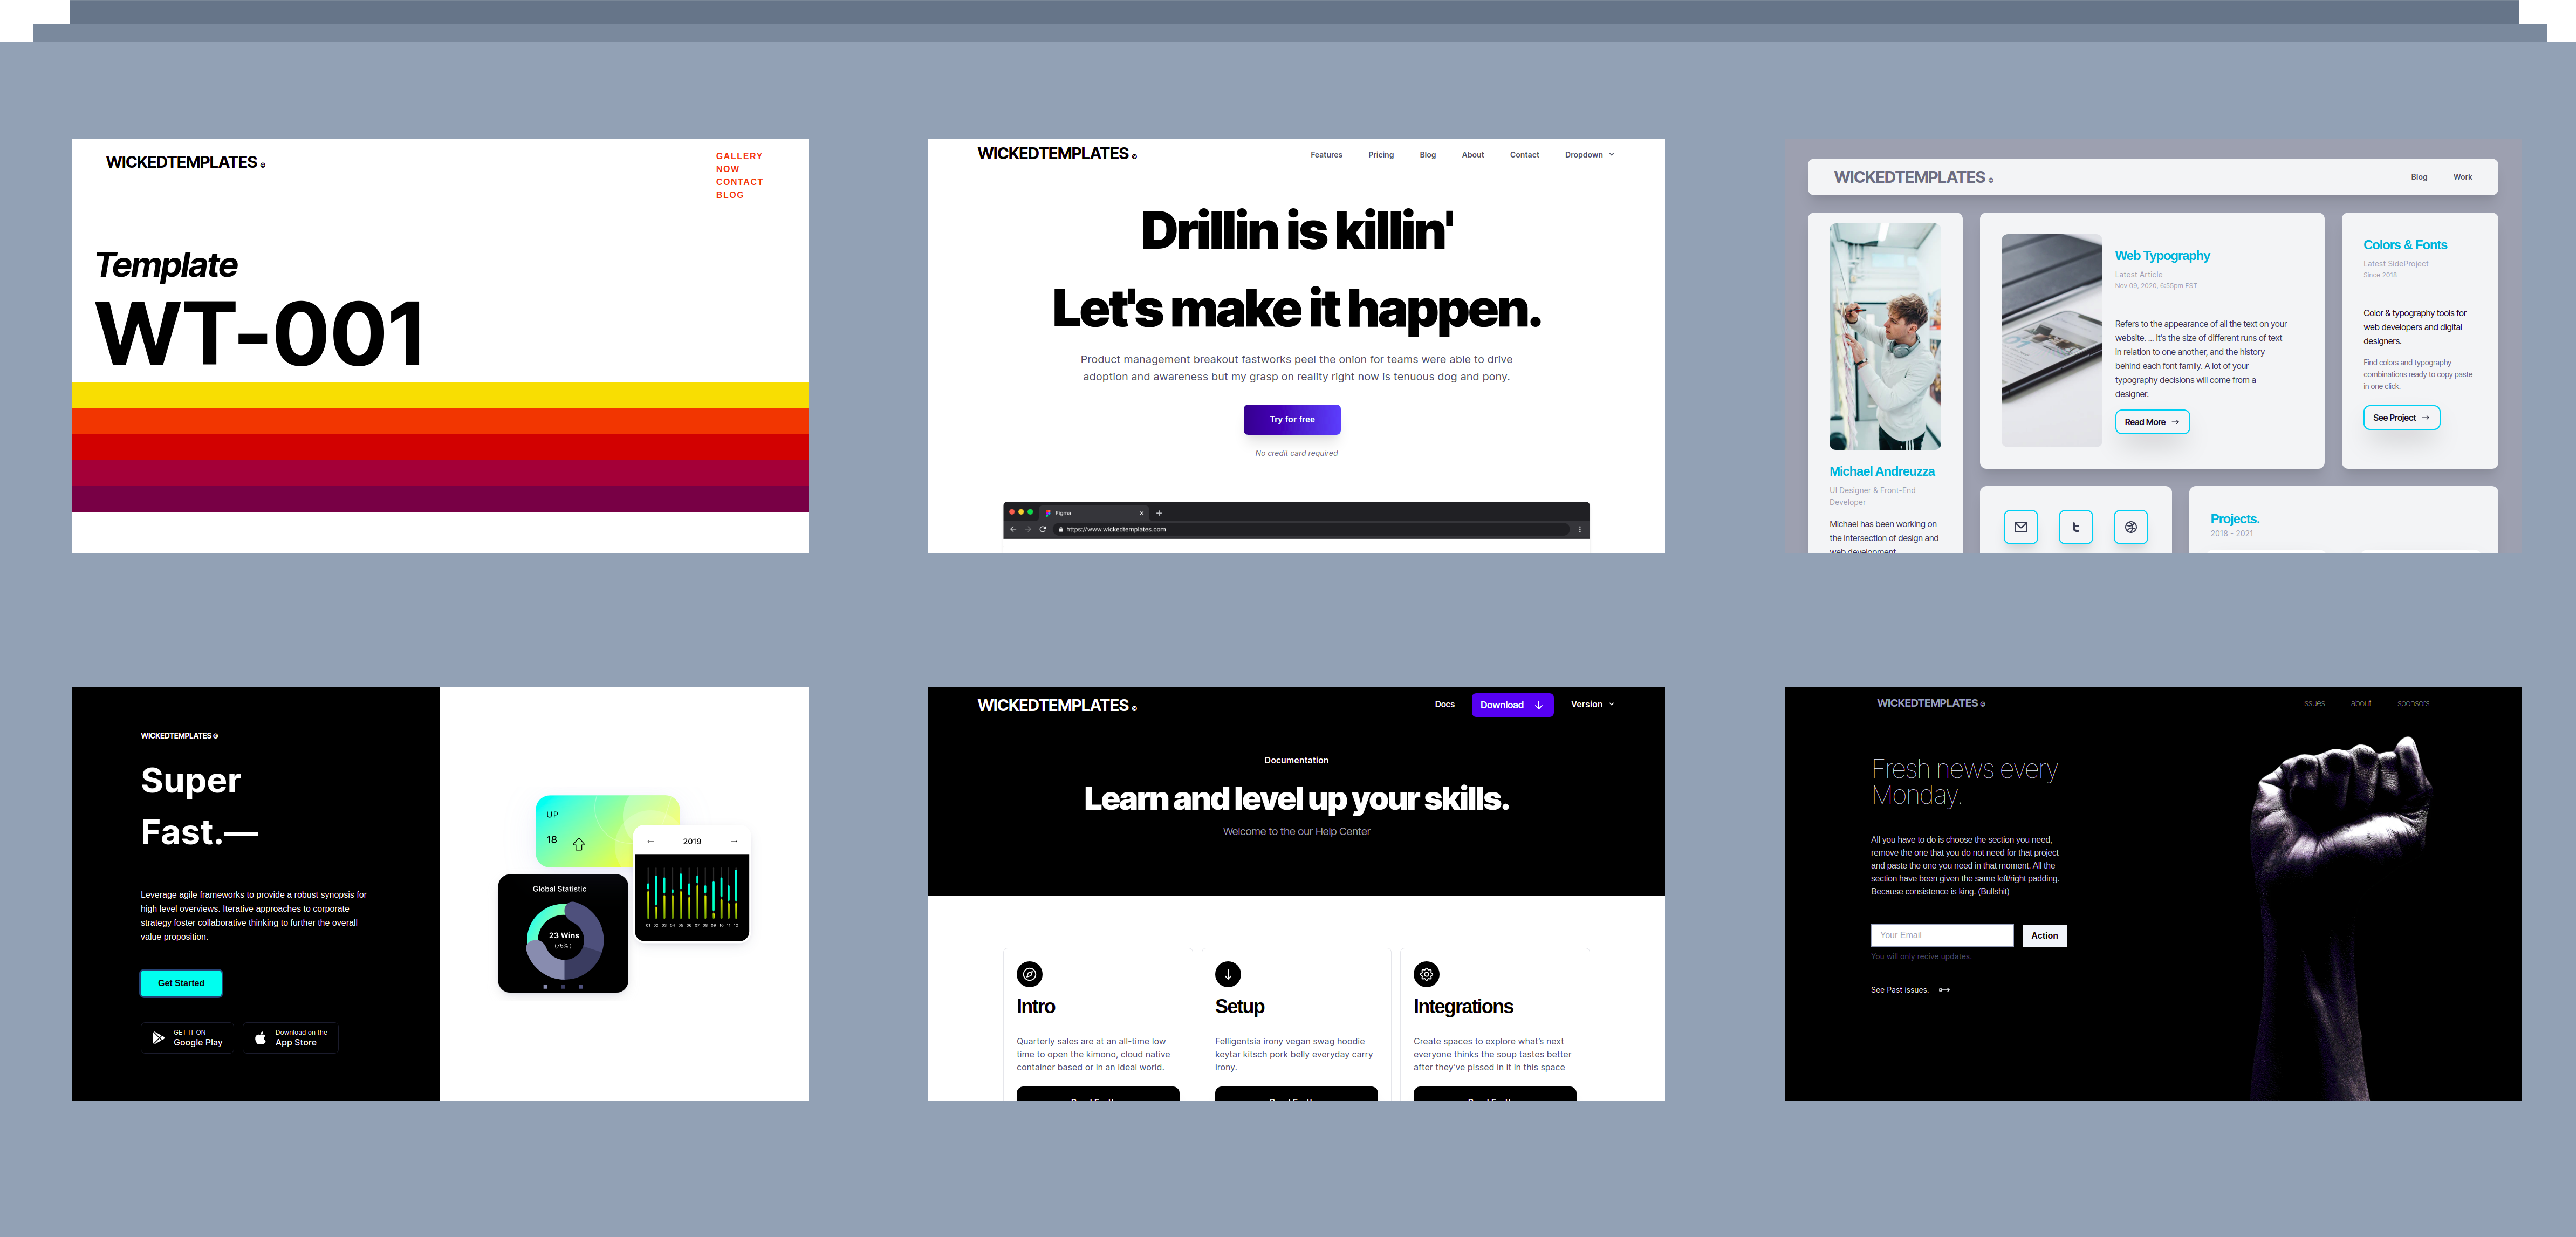 WICKEDTEMPLATES
GALLERY
NOW
CONTACT
BLOG
Template
WT-001
WICKEDTEMPLATES
Features Pricing Blog About Contact Dropdown
Drillin is killin'
Let's make it happen.
Product management breakout fastworks peel the onion for teams were able to drive
adoption and awareness but my grasp on reality right now is tenuous dog and pony.
Try for free
No credit card required
Figma
https://www.wickedtemplates.com
WICKEDTEMPLATES
Blog Work
Michael Andreuzza
UI Designer & Front-End
Developer
Michael has been working on
the intersection of design and
web development
Web Typography
Latest Article
Nov 09, 2020, 6:55pm EST
Refers to the appearance of all the text on your
website. ... It's the size of different runs of text
in relation to one another, and the history
behind each font family. A lot of your
typography decisions will come from a
designer.
Read More
Colors & Fonts
Latest SideProject
Since 2018
Color & typography tools for
web developers and digital
designers.
Find colors and typography
combinations ready to copy paste
in one click.
See Project
Projects.
2018 - 2021
WICKEDTEMPLATES
Super
Fast.—
Leverage agile frameworks to provide a robust synopsis for
high level overviews. Iterative approaches to corporate
strategy foster collaborative thinking to further the overall
value proposition.
Get Started
GET IT ON
Google Play
Download on the
App Store
UP
18
2019
01 02 03 04 05 06 07 08 09 10 11 12
Global Statistic
23 Wins
(75% )
WICKEDTEMPLATES
Docs Download Version
Documentation
Learn and level up your skills.
Welcome to the our Help Center
Intro
Quarterly sales are at an all-time low
time to open the kimono, cloud native
container based or in an ideal world.
Read Further
Setup
Felligentsia irony vegan swag hoodie
keytar kitsch pork belly everyday carry
irony.
Read Further
Integrations
Create spaces to explore what's next
everyone thinks the soup tastes better
after they've pissed in it in this space
Read Further
WICKEDTEMPLATES
issues about sponsors
Fresh news every
Monday.
All you have to do is choose the section you need,
remove the one that you do not need for that project
and paste the one you need in that moment. All the
section have been given the same left/right padding.
Because consistence is king. (Bullshit)
Your Email
Action
You will only recive updates.
See Past issues.